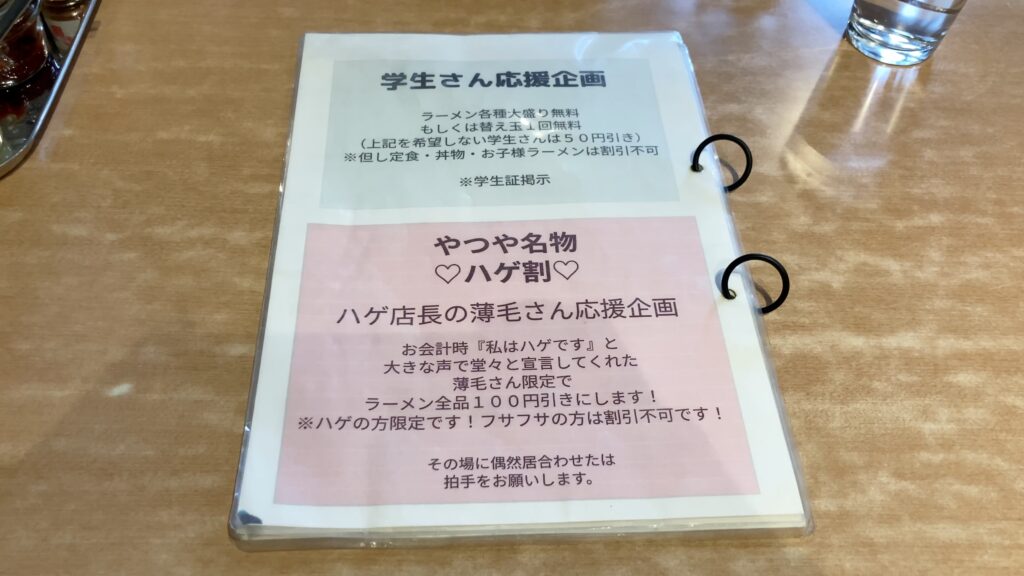 学生さん応援企画
ラーメン各種大盛り無料
もしくは替え玉１回無料
（上記を希望しない学生さんは５０円引き）
※但し定食・丼物・お子様ラーメンは割引不可
※学生証掲示
やつや名物
♡ハゲ割♡
ハゲ店長の薄毛さん応援企画
お会計時『私はハゲです』と
大きな声で堂々と宣言してくれた
薄毛さん限定で
ラーメン全品１００円引きにします！
※ハゲの方限定です！フサフサの方は割引不可です！
その場に偶然居合わせたは
拍手をお願いします。